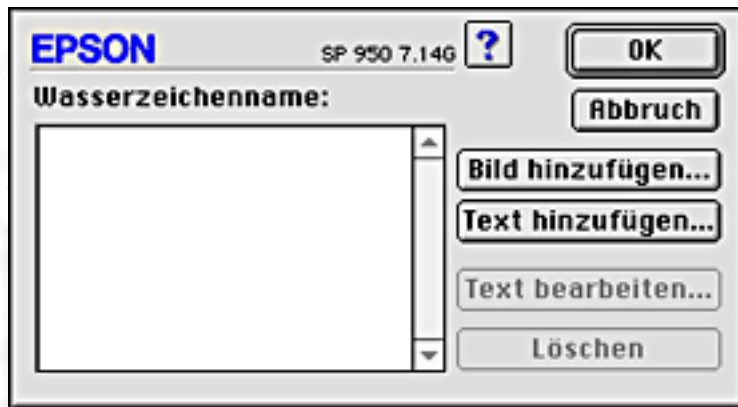 EPSON
SP 950 7.14G
?
OK
Wasserzeichenname:
Abbruch
Bild hinzufügen...
Text hinzufügen...
Text bearbeiten...
Löschen